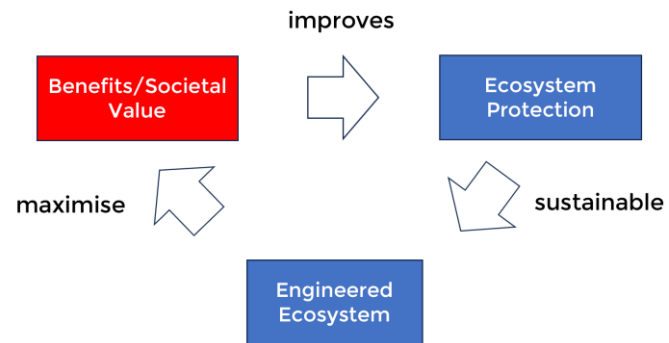 improves
Benefits/Societal
Value
Ecosystem
Protection
maximise
sustainable
Engineered
Ecosystem